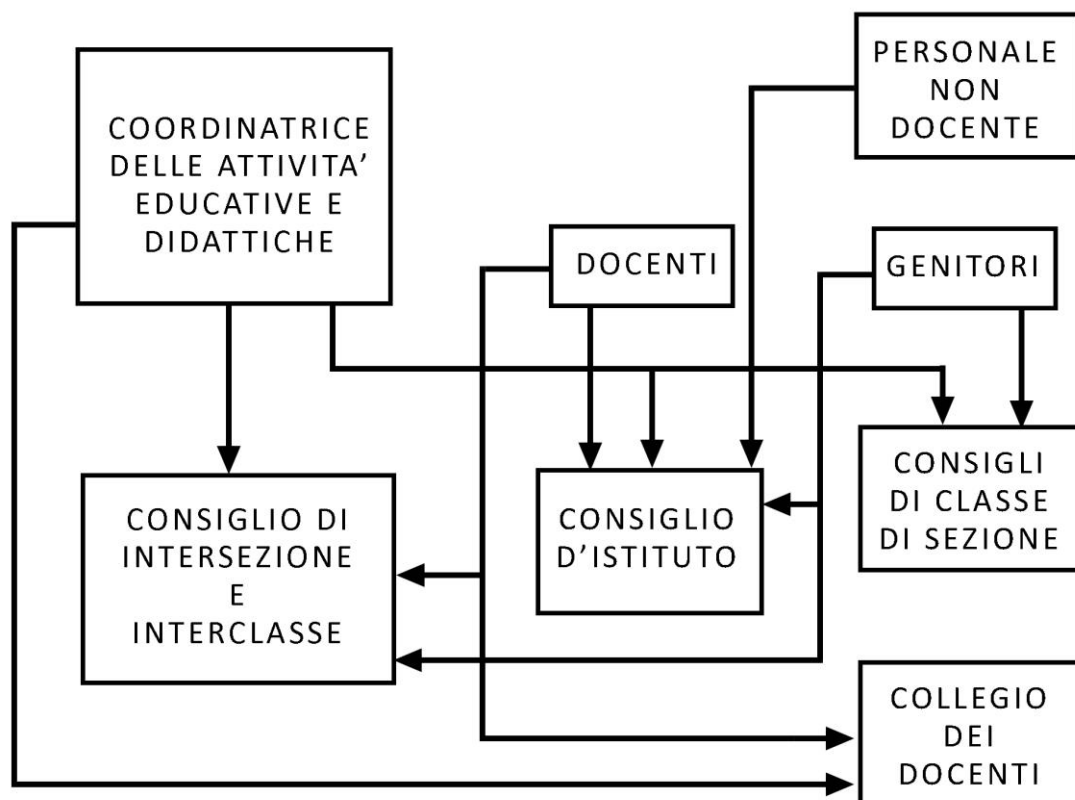 COORDINATRICE
DELLE ATTIVITA’
EDUCATIVE E
DIDATTICHE
PERSONALE
NON
DOCENTE
DOCENTI
GENITORI
CONSIGLIO DI
INTERSEZIONE
E
INTERCLASSE
CONSIGLIO
D’ISTITUTO
CONSIGLI
DI CLASSE
DI SEZIONE
COLLEGIO
DEI
DOCENTI